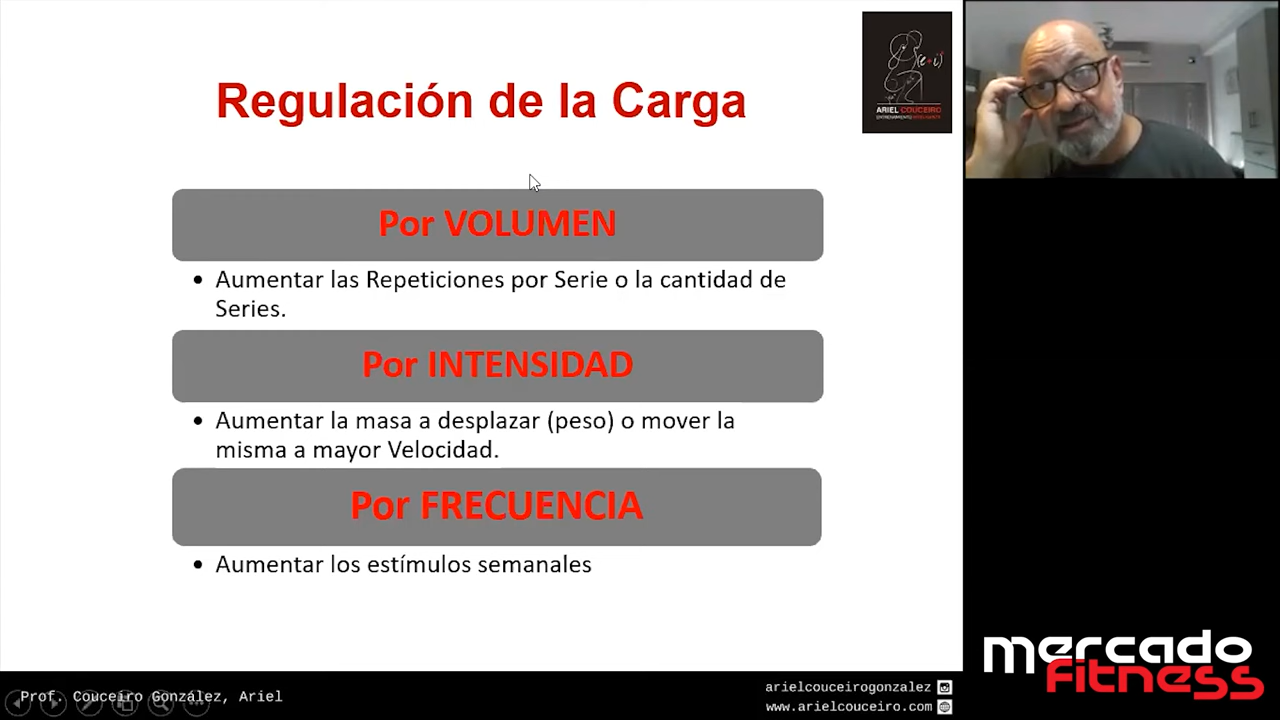 Regulación de la Carga
(e+i)
ARIEL COUCEIRO
Por VOLUMEN
• Aumentar las Repeticiones por Serie o la cantidad de
Series.
Por INTENSIDAD
• Aumentar la masa a desplazar (peso) o mover la
misma a mayor Velocidad.
Por FRECUENCIA
• Aumentar los estímulos semanales
Prof. Couceiro González, Ariel
arielcouceirogonzalez
www.arielcouceiro.com
mercado
fitness